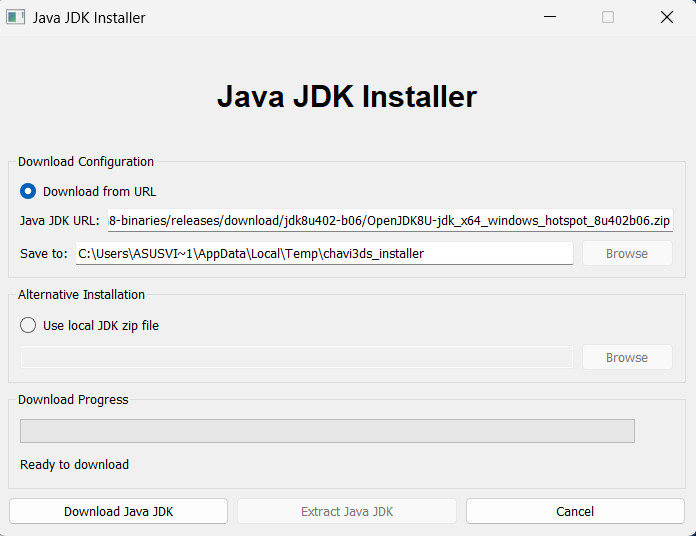 Java JDK Installer
Java JDK Installer
Download Configuration
Download from URL
Java JDK URL: 8-binaries/releases/download/jdk8u402-b06/OpenJDK8U-jdk_x64_windows_hotspot_8u402b06.zip
Save to: C:\Users\ASUSVI~1\AppData\Local\Temp\chavi3ds_installer Browse
Alternative Installation
Use local JDK zip file
Browse
Download Progress
Ready to download
Download Java JDK Extract Java JDK Cancel